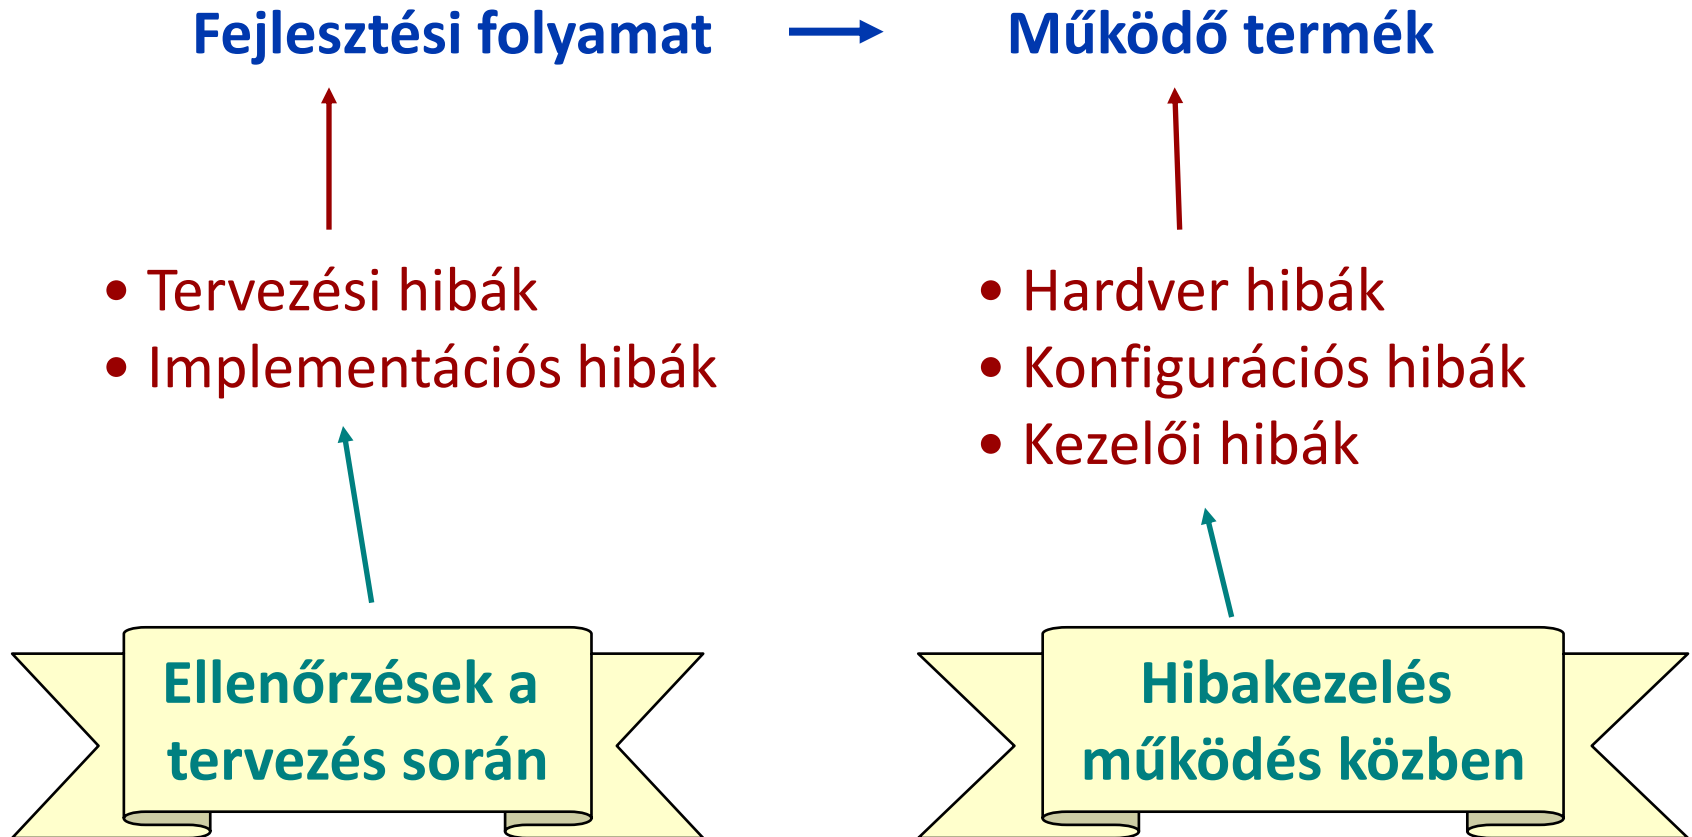 Fejlesztési folyamat
Működő termék
• Tervezési hibák
• Implementációs hibák
• Hardver hibák
• Konfigurációs hibák
• Kezelői hibák
Ellenőrzések a
tervezés során
Hibakezelés
működés közben